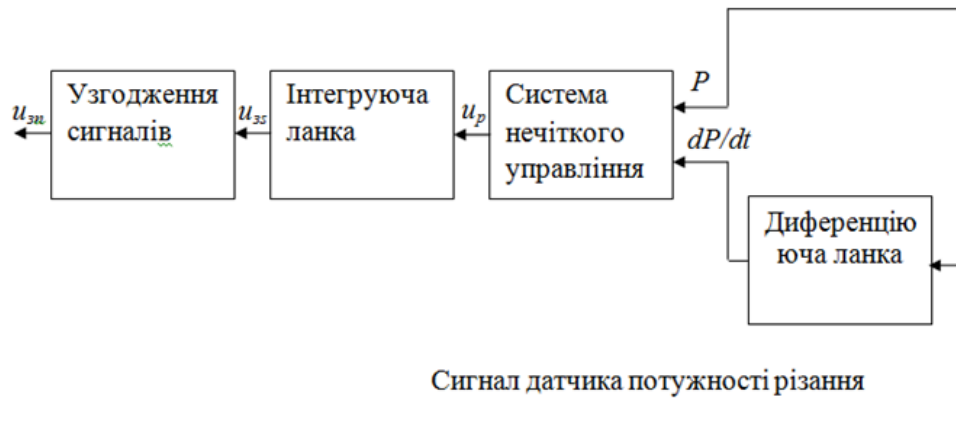 Узгодження
сигналів
Інтегруюча
ланка
Система
нечіткого
управління
P
dP/dt
u_зп
u_зs
u_p
Диференцію
юча ланка
Сигнал датчика потужності різання